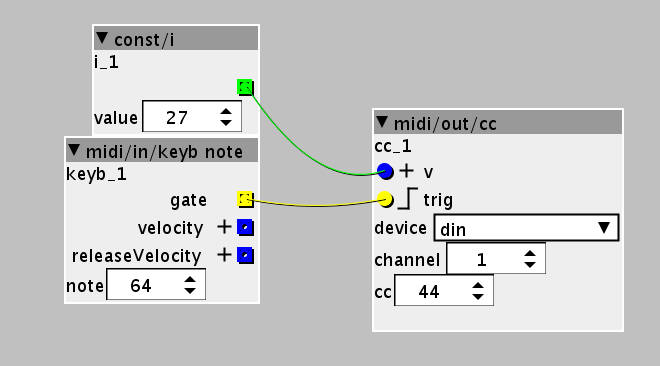 const/i
i_1
value 27
midi/in/keyb note
keyb_1
gate
velocity +
releaseVelocity +
note 64
midi/out/cc
cc_1
+ v
trig
device din
channel 1
cc 44